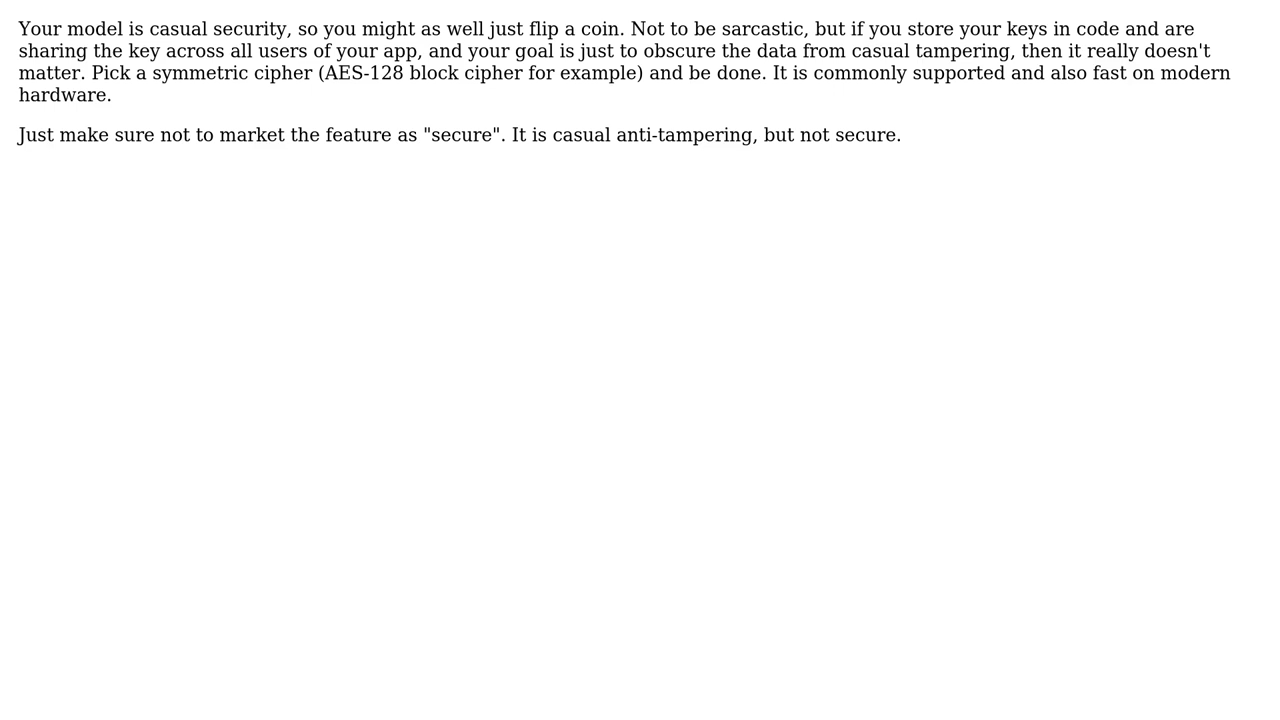 Your model is casual security, so you might as well just flip a coin. Not to be sarcastic, but if you store your keys in code and are
sharing the key across all users of your app, and your goal is just to obscure the data from casual tampering, then it really doesn't
matter. Pick a symmetric cipher (AES-128 block cipher for example) and be done. It is commonly supported and also fast on modern
hardware.
Just make sure not to market the feature as "secure". It is casual anti-tampering, but not secure.